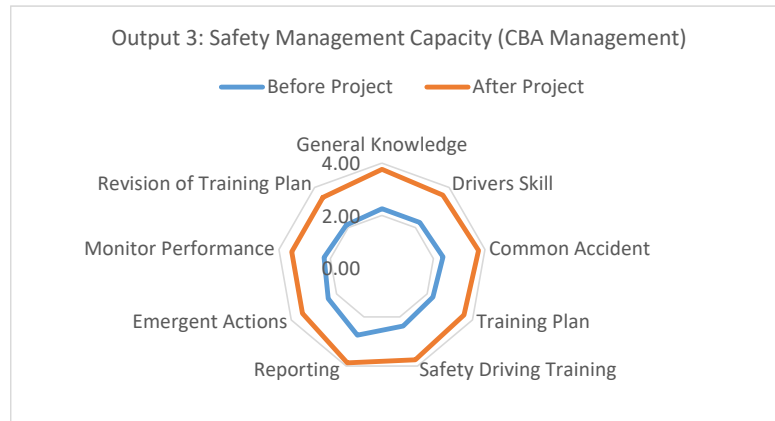 Output 3: Safety Management Capacity (CBA Management)
Before Project After Project
General Knowledge
4.00
Revision of Training Plan Drivers Skill
2.00
Monitor Performance Common Accident
0.00
Emergent Actions Training Plan
Reporting Safety Driving Training